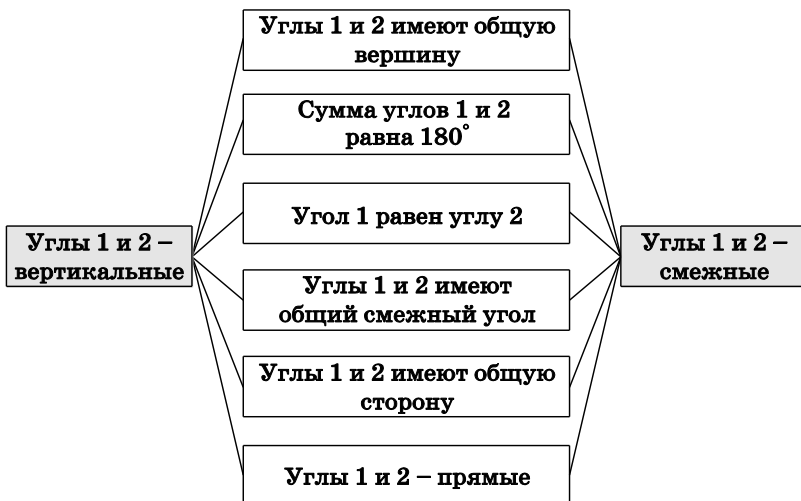 Углы 1 и 2 имеют общую
вершину
Сумма углов 1 и 2
равна 180°
Угол 1 равен углу 2
Углы 1 и 2 –
вертикальные
Углы 1 и 2 –
смежные
Углы 1 и 2 имеют
общий смежный угол
Углы 1 и 2 имеют общую
сторону
Углы 1 и 2 – прямые